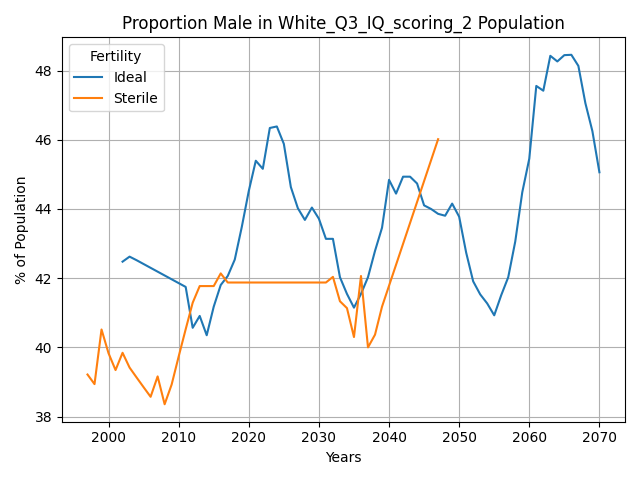 Proportion Male in White_Q3_IQ_scoring_2 Population
Fertility
Ideal
Sterile
% of Population
48
46
44
42
40
38
2000 2010 2020 2030 2040 2050 2060 2070
Years